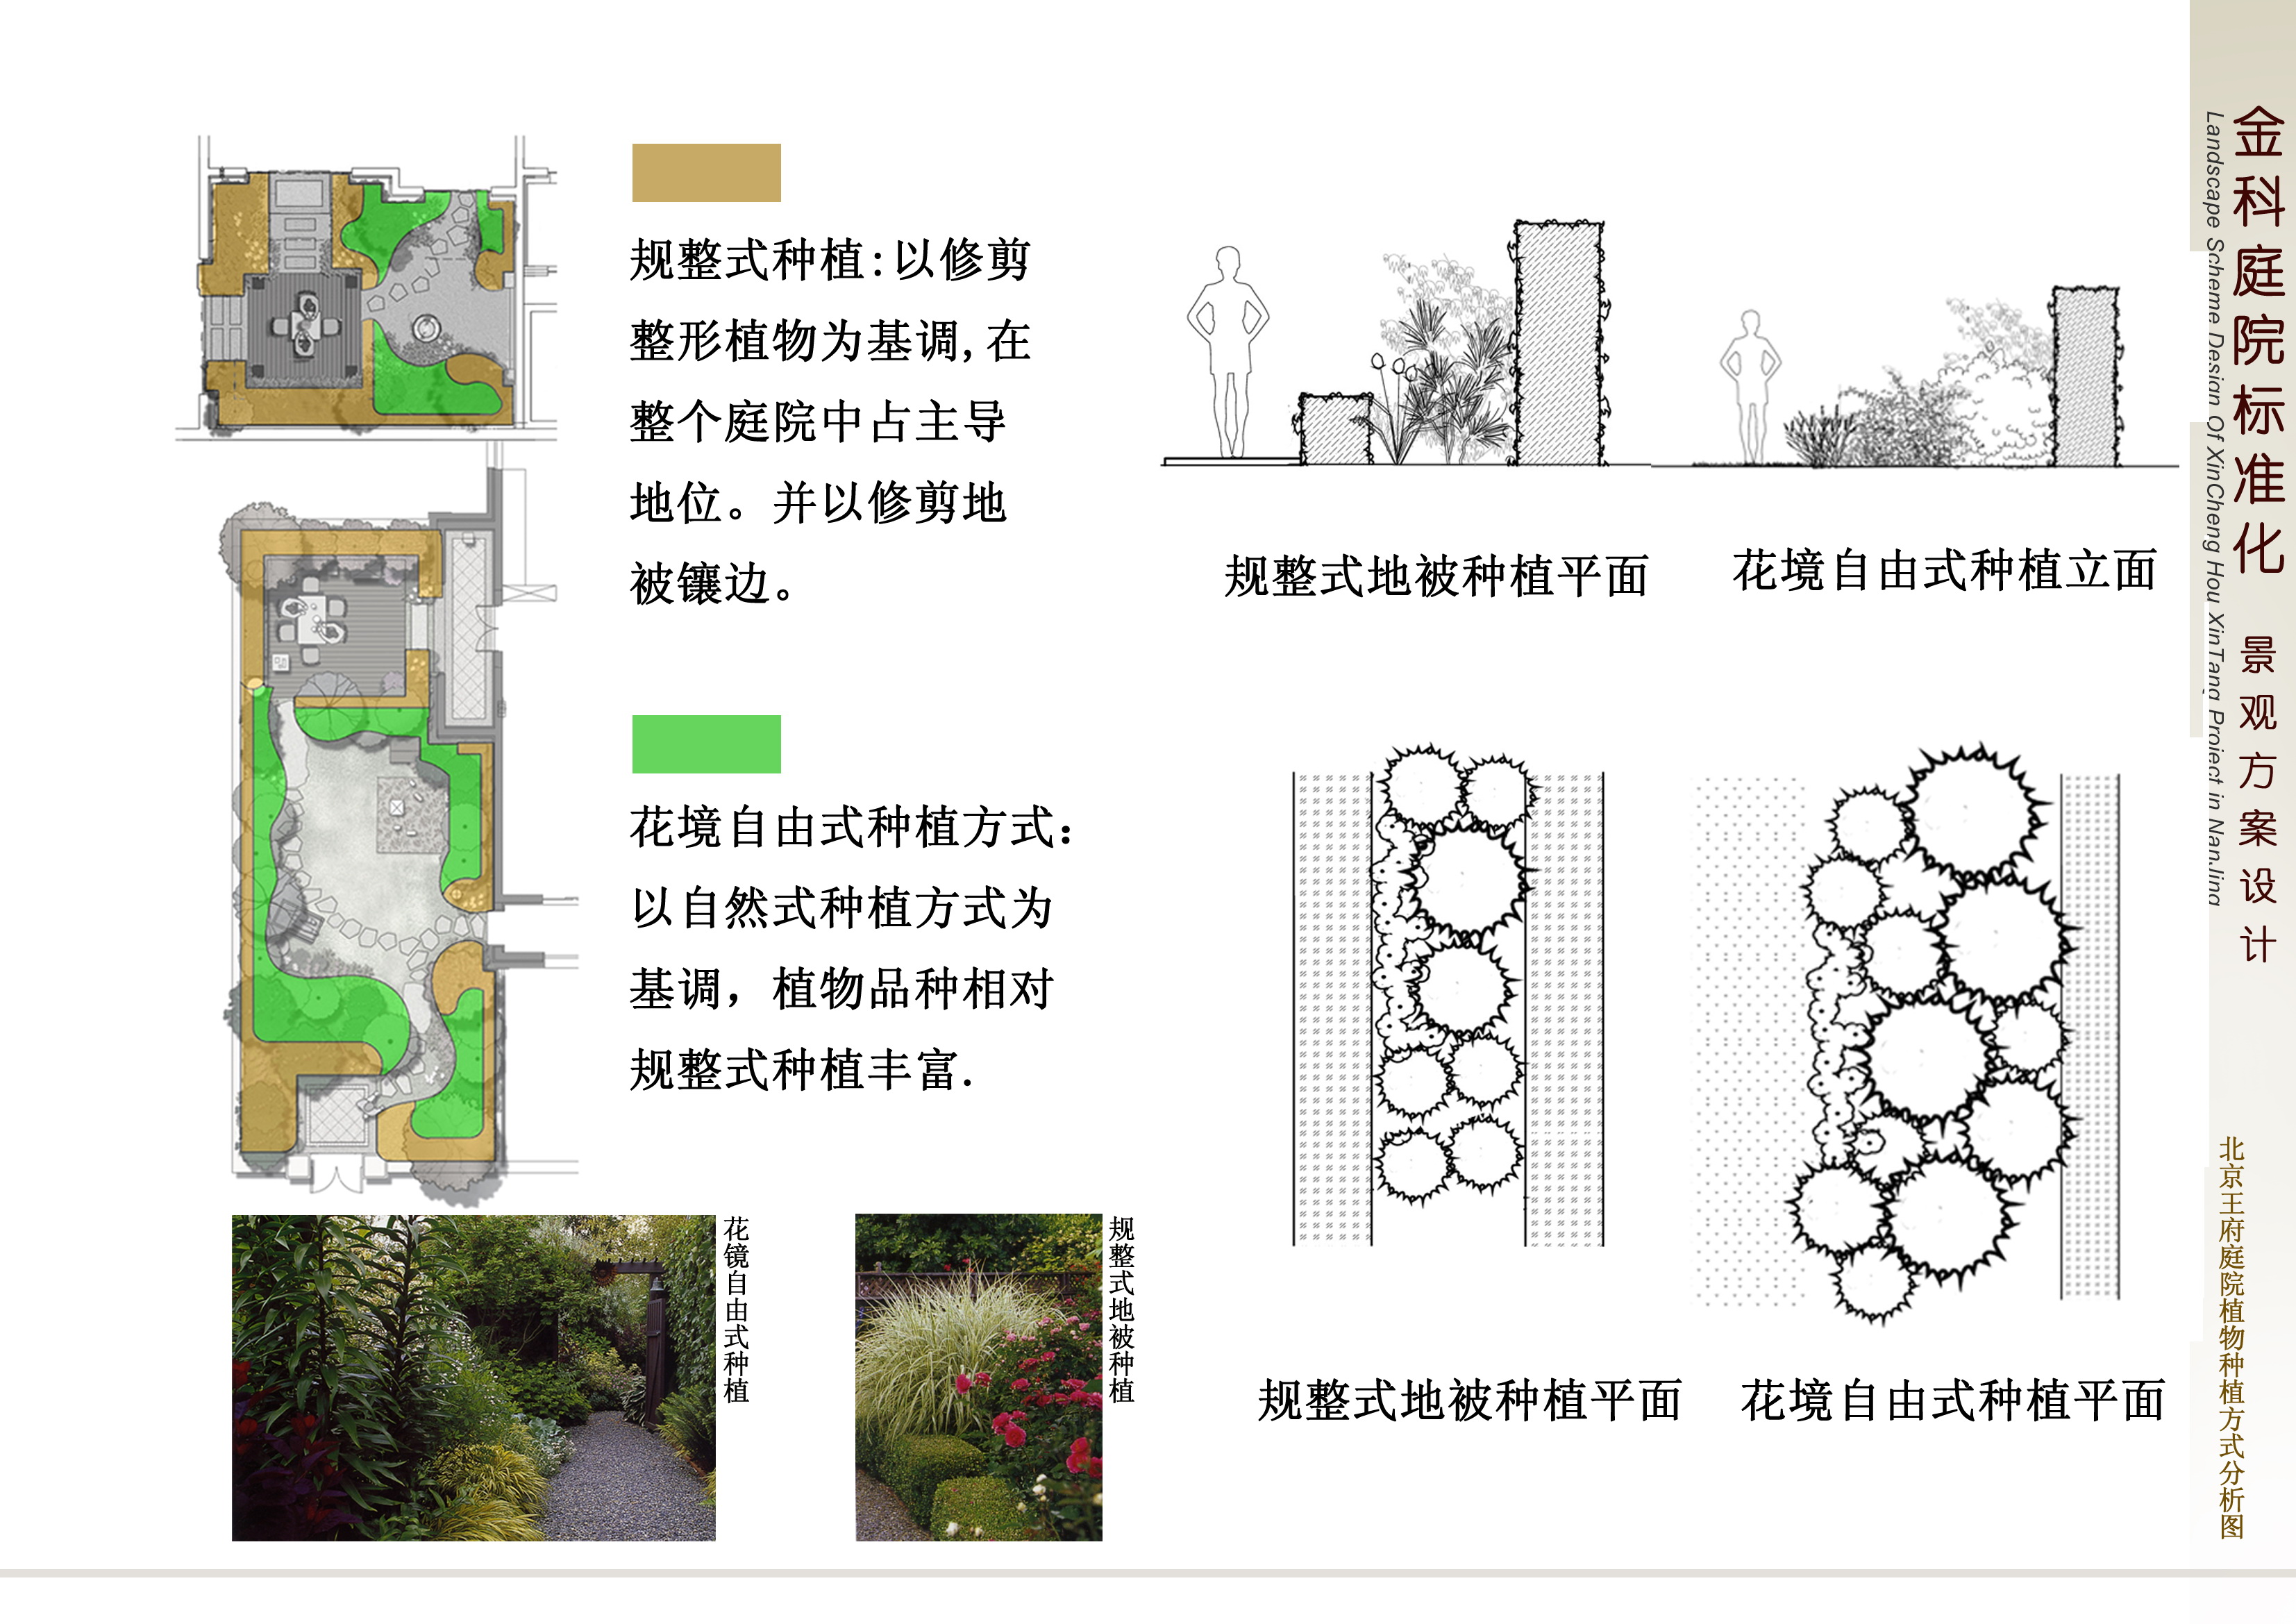 规整式种植:以修剪
整形植物为基调,在
整个庭院中占主导
地位。并以修剪地
被镶边。
花境自由式种植方式：
以自然式种植方式为
基调，植物品种相对
规整式种植丰富.
花镜自由式种植
规整式地被种植
规整式地被种植平面
花境自由式种植立面
规整式地被种植平面
花境自由式种植平面
金科庭院标准化 景观方案设计
Landscape Scheme Design Of XinCheng Hou XinTang Project in NanJing
北京王府庭院植物种植方式分析图